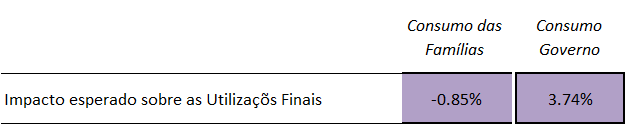 Consumo das Consumo
Famílias Governo
Impacto esperado sobre as Utilizaçõs Finais -0.85% 3.74%